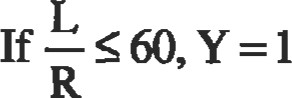 If L/R ≤ 60, Y = 1